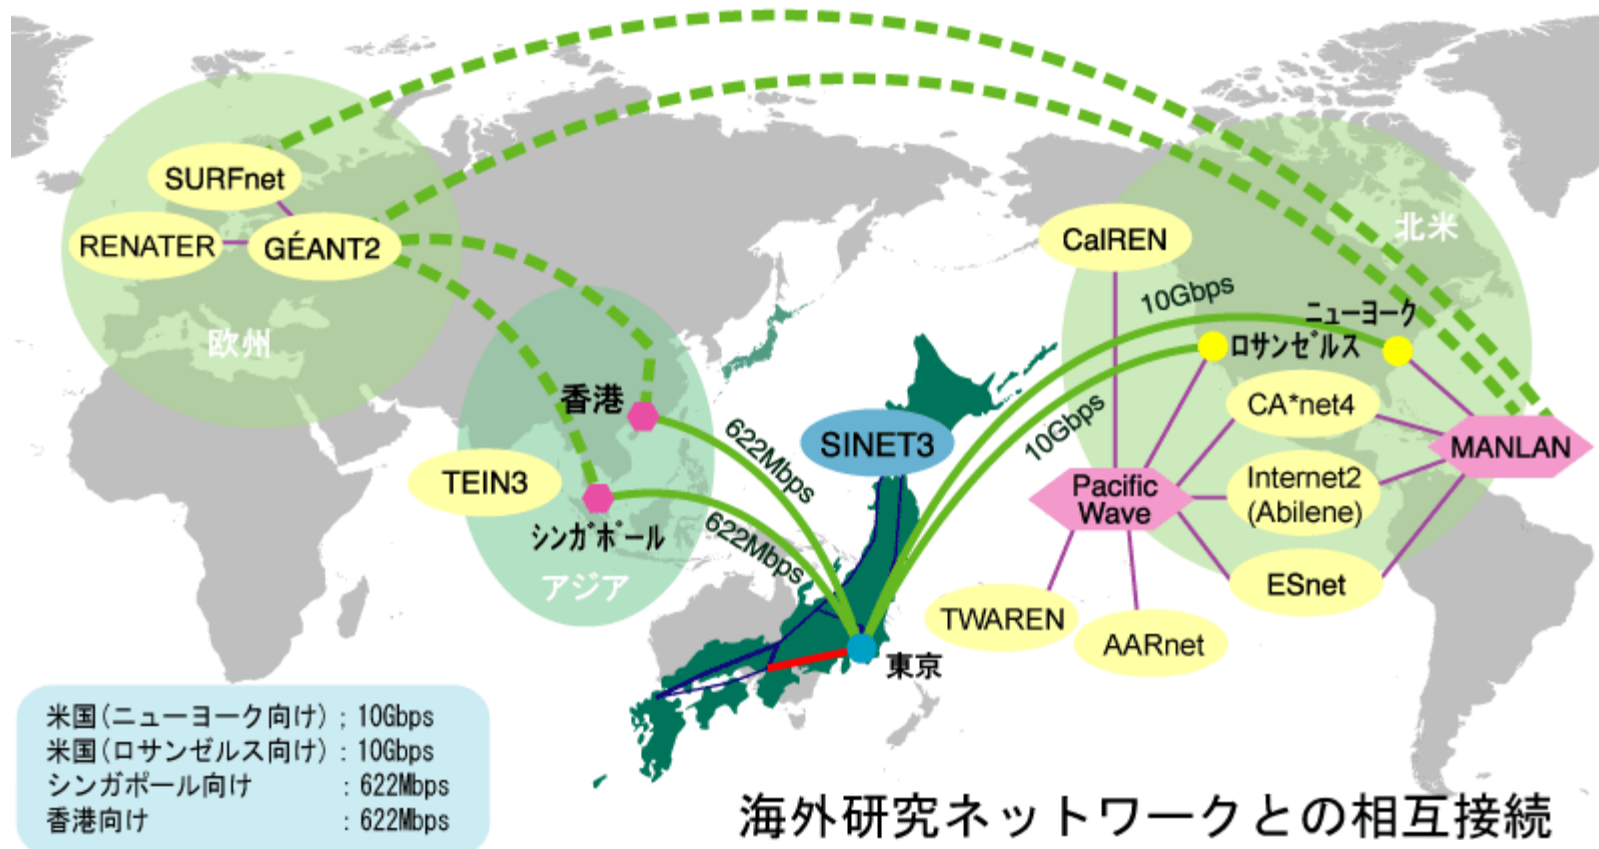 SURFnet
RENATER
GÉANT2
欧州
香港
TEIN3
シンガポール
アジア
622Mbps
622Mbps
SINET3
東京
10Gbps
10Gbps
北米
CalREN
ニューヨーク
ロサンゼルス
CA*net4
MANLAN
Pacific
Wave
Internet2
(Abilene)
ESnet
TWAREN
AARnet
米国(ニューヨーク向け) ; 10Gbps
米国(ロサンゼルス向け) : 10Gbps
シンガポール向け : 622Mbps
香港向け : 622Mbps
海外研究ネットワークとの相互接続